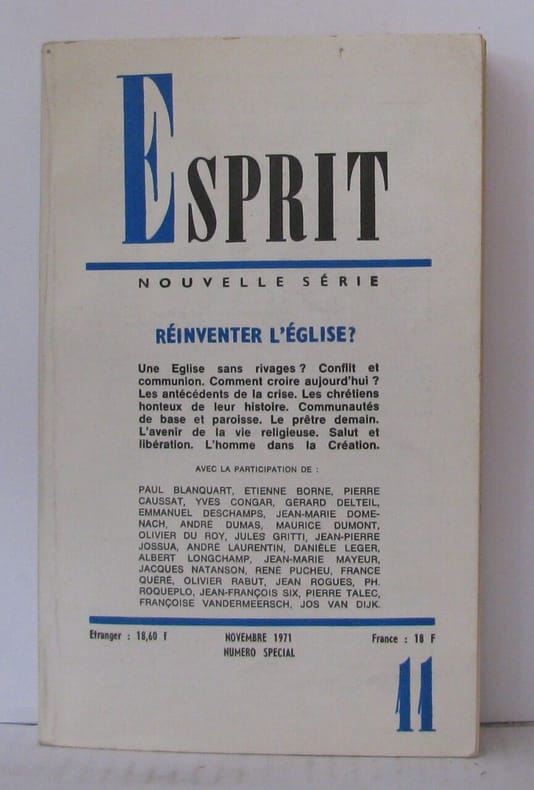 ESPRIT
NOUVELLE SÉRIE
RÉINVENTER L'ÉGLISE?
Une Eglise sans rivages ? Conflit et
communion. Comment croire aujourd'hui ?
Les antécédents de la crise. Les chrétiens
honteux de leur histoire. Communautés
de base et paroisse. Le prêtre demain.
L'avenir de la vie religieuse. Salut et
libération. L'homme dans la Création.
AVEC LA PARTICIPATION DE :
PAUL BLANQUART, ETIENNE BORNE, PIERRE
CAUSSAT, YVES CONGAR, GÉRARD DELTEIL,
EMMANUEL DESCHAMPS, JEAN-MARIE DOME-
NACH, ANDRÉ DUMAS, MAURICE DUMONT,
OLIVIER DU ROY, JULES GRITTI, JEAN-PIERRE
JOSSUA, ANDRÉ LAURENTIN, DANIÈLE LEGER,
ALBERT LONGCHAMP, JEAN-MARIE MAYEUR,
JACQUES NATANSON, RENÉ PUCHEU, FRANCE
QUÉRÉ, OLIVIER RABUT, JEAN ROGUES, PH.
ROQUEPLO, JEAN-FRANÇOIS SIX, PIERRE TALEC,
FRANÇOISE VANDERMEERSCH, JOS VAN DIJK.
Etranger : 18,60 F NOVEMBRE 1971 France : 18 F
NUMERO SPECIAL
11